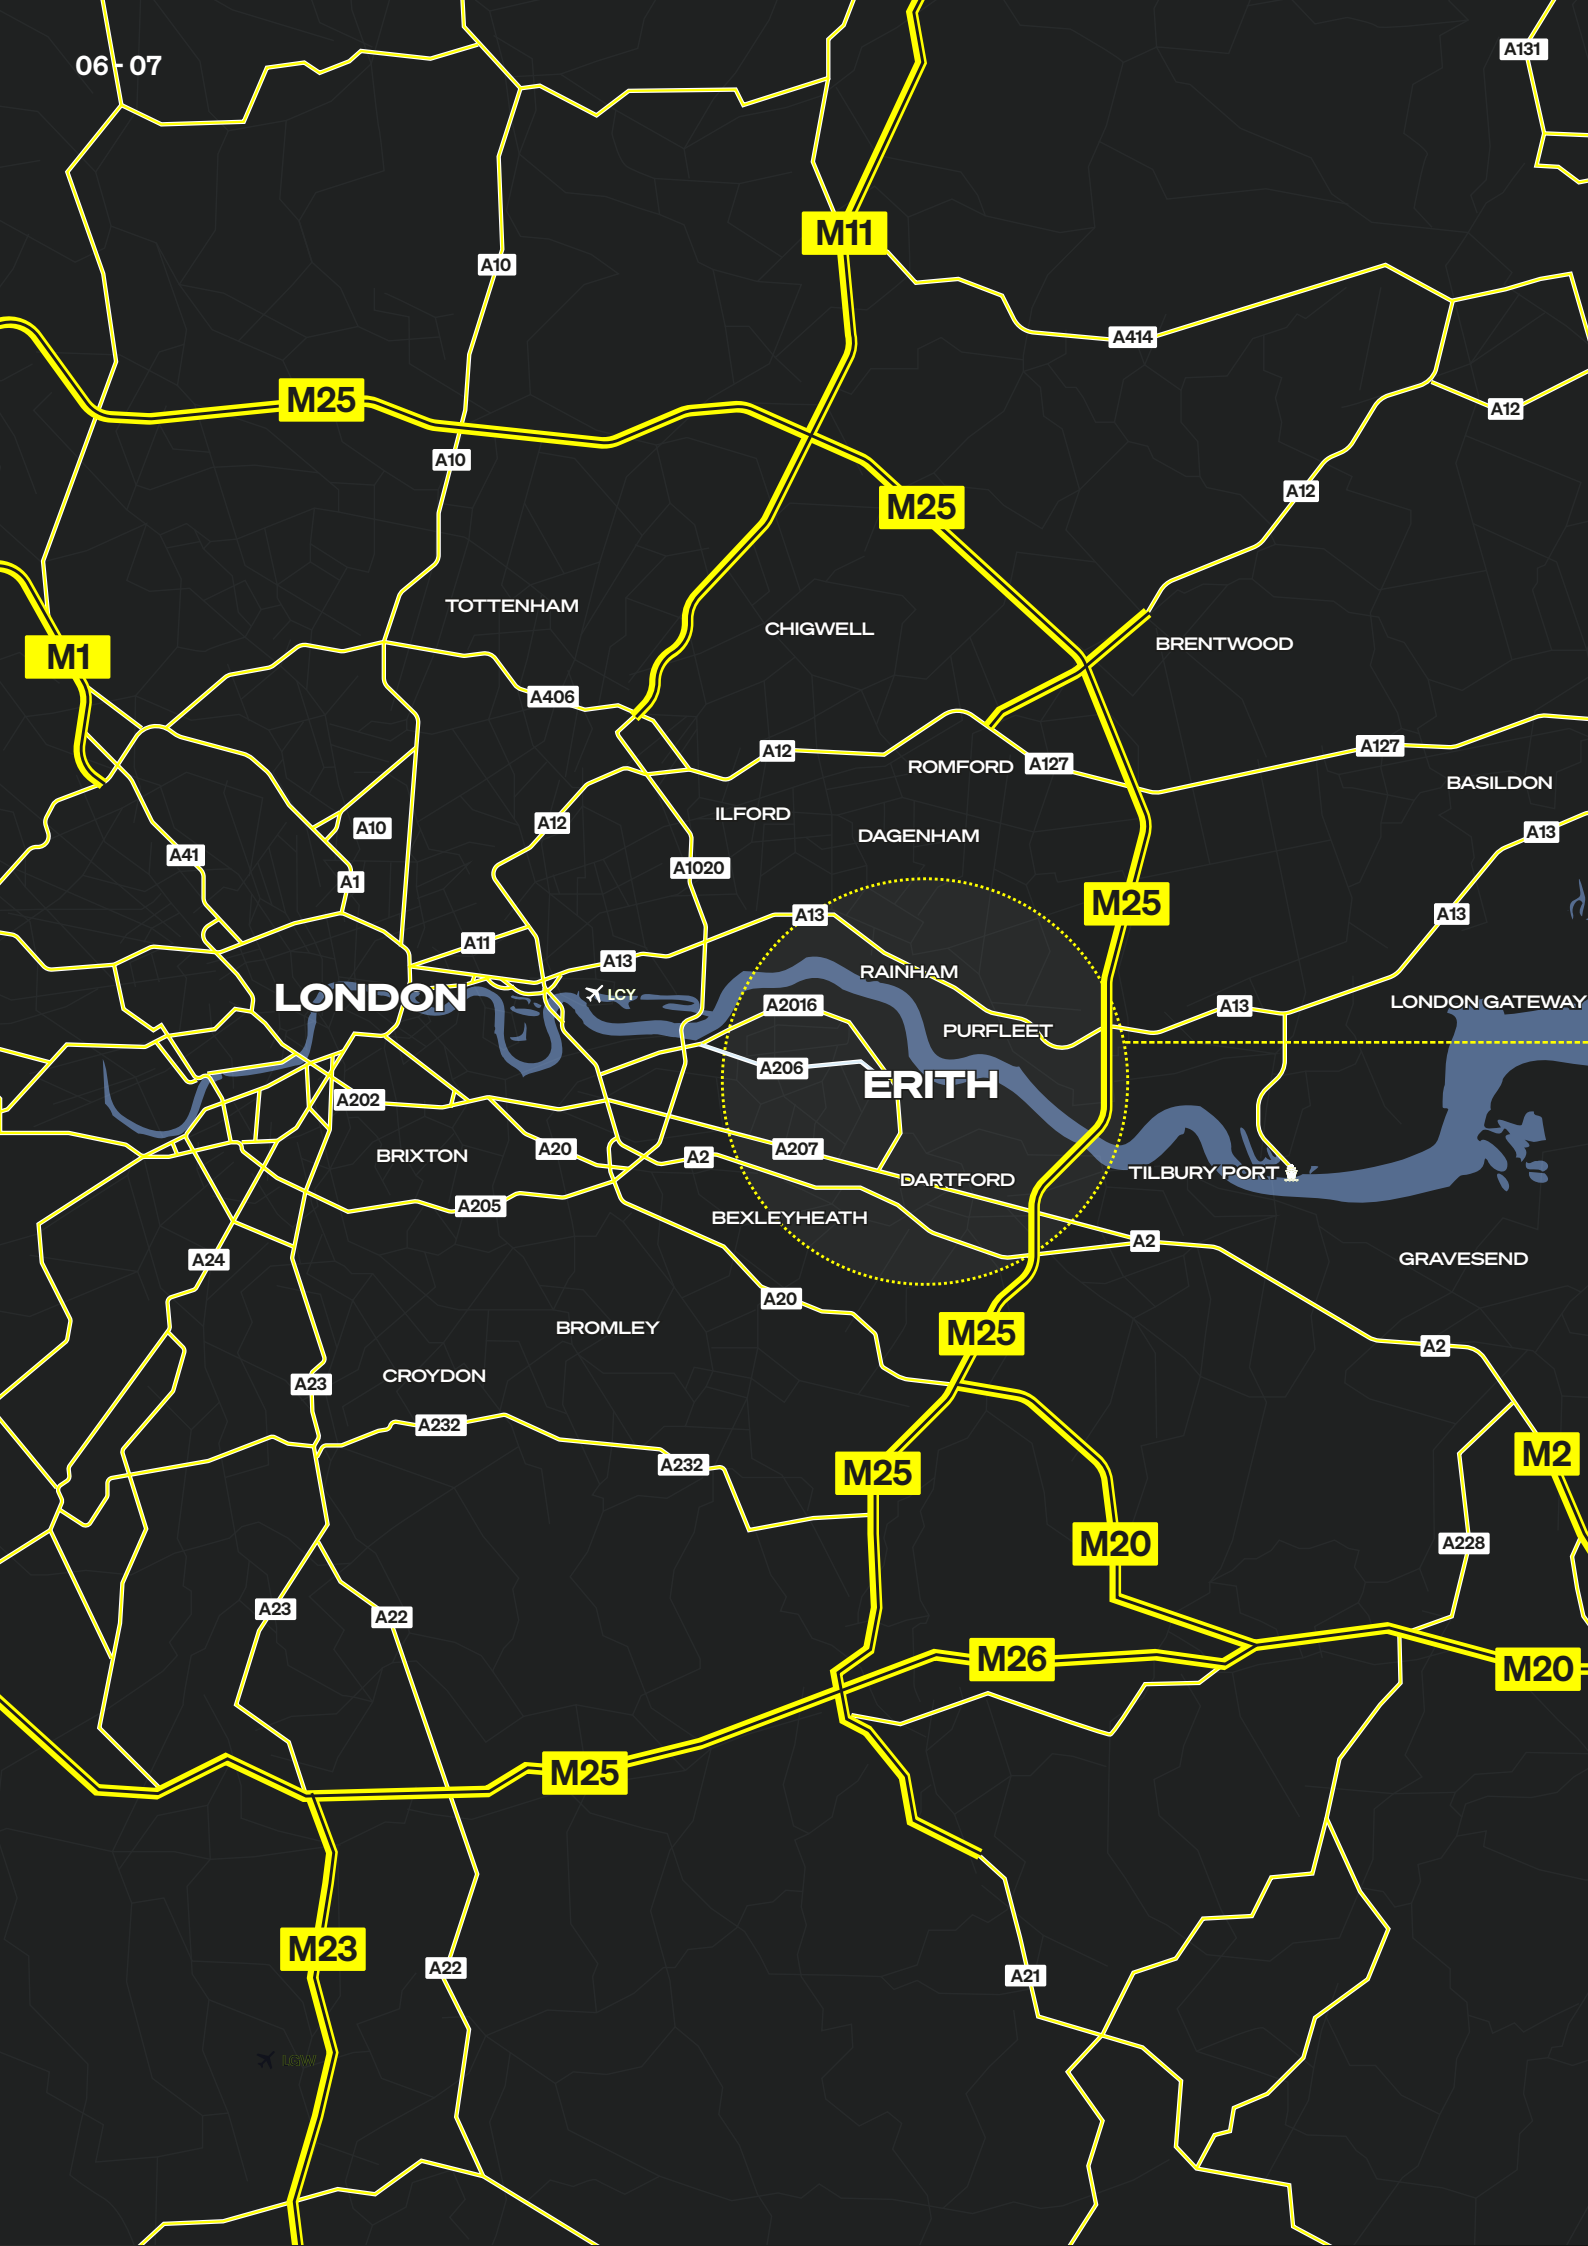 A131
06 - 07
M11
A10
A414
M25
A12
A10
A12
M25
TOTTENHAM
CHIGWELL
BRENTWOOD
M1
A406
A12
A127
A127
ROMFORD
BASILDON
ILFORD
A12
A10
DAGENHAM
A13
A41
A1020
A1
M25
A13
A13
A11
A13
RAINHAM
LONDON
LCY
A2016
A13
LONDON GATEWAY
PURFLEET
A206
ERITH
A202
A20
A207
BRIXTON
A2
TILBURY PORT
DARTFORD
A205
BEXLEYHEATH
A2
A24
GRAVESEND
A20
BROMLEY
M25
A2
CROYDON
A23
A232
M2
A232
M25
M20
A228
A23
A22
M26
M20
M25
M23
A22
A21
LGW